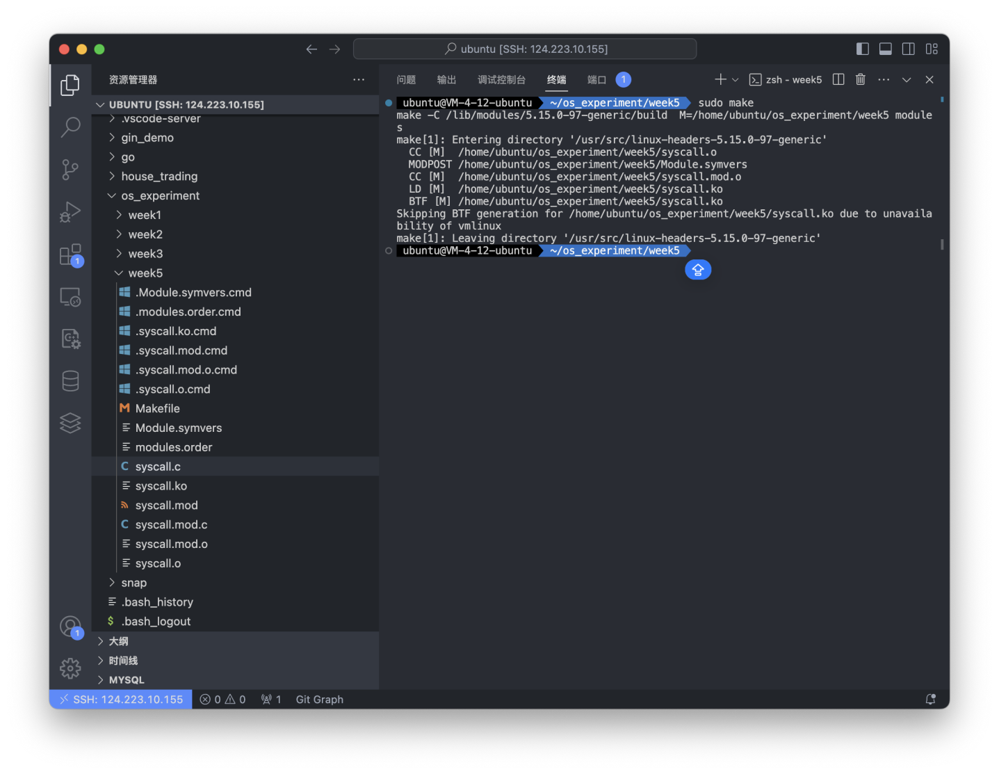 ubuntu [SSH: 124.223.10.155]
资源管理器
UBUNTU [SSH: 124.223.10.155]
.vscode-server
gin_demo
go
house_trading
os_experiment
week1
week2
week3
week5
.Module.symvers.cmd
.modules.order.cmd
.syscall.ko.cmd
.syscall.mod.cmd
.syscall.mod.o.cmd
.syscall.o.cmd
Makefile
Module.symvers
modules.order
syscall.c
syscall.ko
syscall.mod
syscall.mod.c
syscall.mod.o
syscall.o
snap
.bash_history
.bash_logout
大纲
时间线
MYSQL
1
1
问题 输出 调试控制台 终端 端口 1 zsh - week5
ubuntu@VM-4-12-ubuntu ~/os_experiment/week5 sudo make
make -C /lib/modules/5.15.0-97-generic/build  M=/home/ubuntu/os_experiment/week5 module
s
make[1]: Entering directory '/usr/src/linux-headers-5.15.0-97-generic'
CC [M]  /home/ubuntu/os_experiment/week5/syscall.o
MODPOST /home/ubuntu/os_experiment/week5/Module.symvers
CC [M]  /home/ubuntu/os_experiment/week5/syscall.mod.o
LD [M]  /home/ubuntu/os_experiment/week5/syscall.ko
BTF [M] /home/ubuntu/os_experiment/week5/syscall.ko
Skipping BTF generation for /home/ubuntu/os_experiment/week5/syscall.ko due to unavaila
bility of vmlinux
make[1]: Leaving directory '/usr/src/linux-headers-5.15.0-97-generic'
ubuntu@VM-4-12-ubuntu ~/os_experiment/week5
SSH: 124.223.10.155 0 0 1 Git Graph